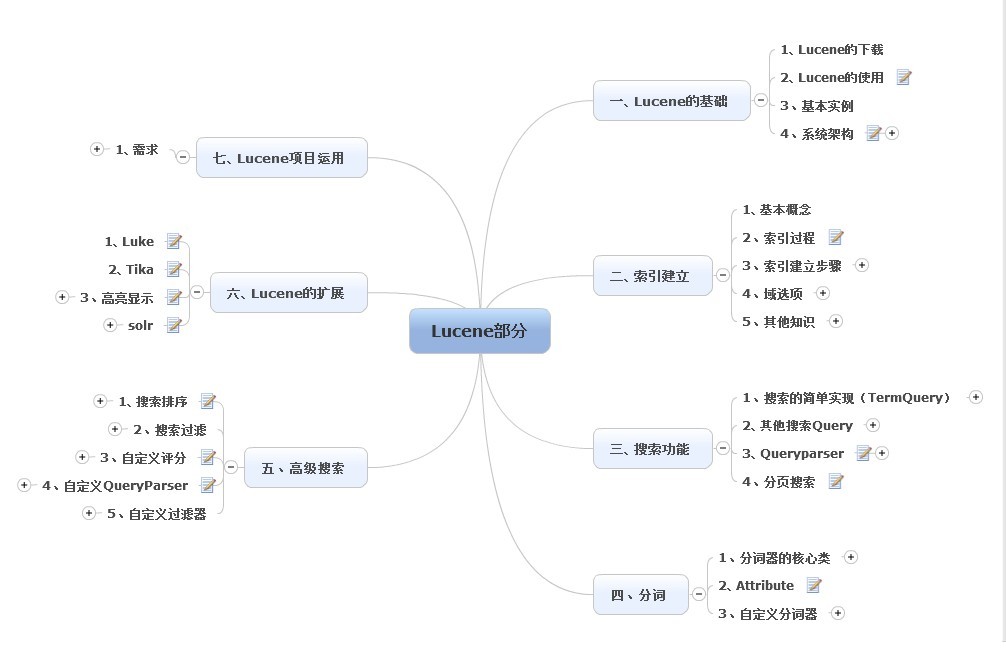 Lucene部分
一、Lucene的基础
1、Lucene的下载
2、Lucene的使用
3、基本实例
4、系统架构
二、索引建立
1、基本概念
2、索引过程
3、索引建立步骤
4、域选项
5、其他知识
三、搜索功能
1、搜索的简单实现（TermQuery）
2、其他搜索Query
3、Queryparser
4、分页搜索
四、分词
1、分词器的核心类
2、Attribute
3、自定义分词器
五、高级搜索
1、搜索排序
2、搜索过滤
3、自定义评分
4、自定义QueryParser
5、自定义过滤器
六、Lucene的扩展
1、Luke
2、Tika
3、高亮显示
solr
七、Lucene项目运用
1、需求